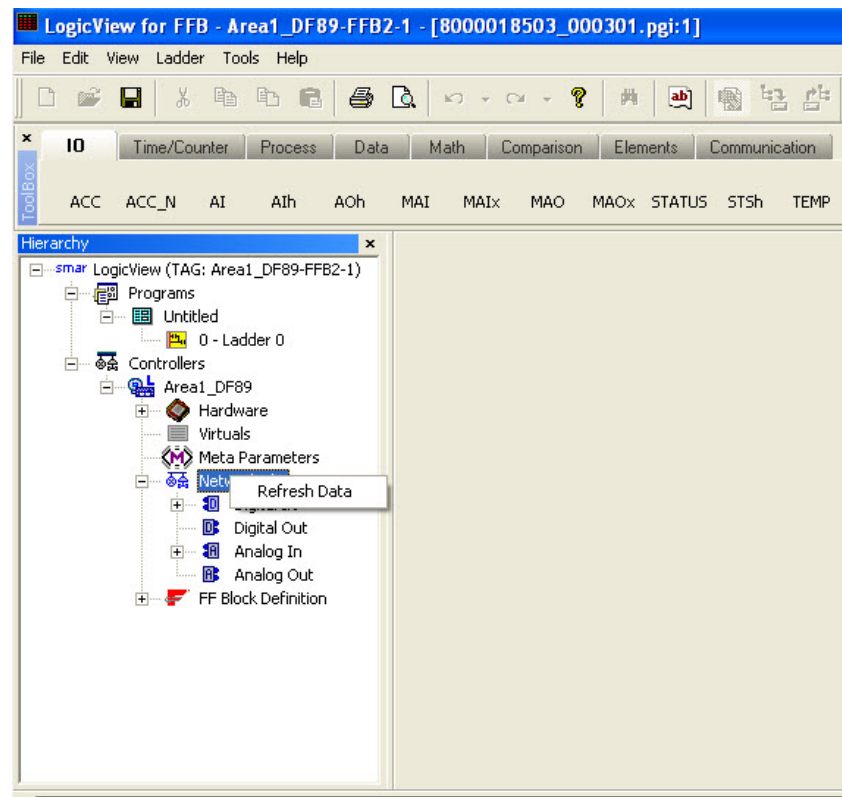 LogicView for FFB - Area1_DF89-FFB2-1 - [8000018503_000301.pgi:1]
File Edit View Ladder Tools Help
ab
IO Time/Counter Process Data Math Comparison Elements Communication
ToolBox
ACC ACC_N AI AIh AOh MAI MAIx MAO MAOx STATUS STSh TEMP
Hierarchy
smar LogicView (TAG: Area1_DF89-FFB2-1)
Programs
Untitled
0 - Ladder 0
Controllers
Area1_DF89
Hardware
Virtuals
Meta Parameters
Refresh Data
Digital Out
Analog In
Analog Out
FF Block Definition